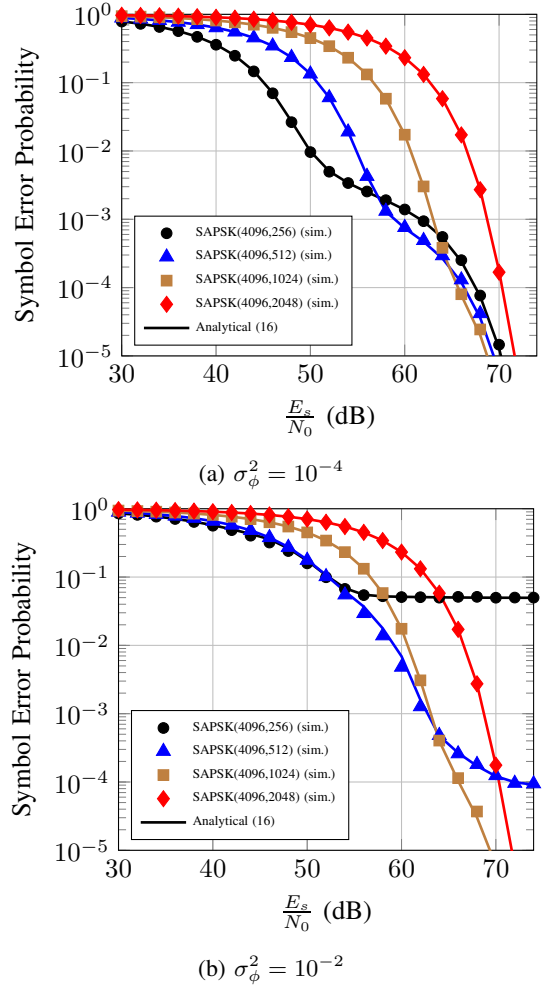 10^0
10^{-1}
10^{-2}
10^{-3}
10^{-4}
10^{-5}
Symbol Error Probability
SAPSK(4096,256) (sim.)
SAPSK(4096,512) (sim.)
SAPSK(4096,1024) (sim.)
SAPSK(4096,2048) (sim.)
Analytical (16)
30 40 50 60 70
E_s/N_0 (dB)
(a) σ_ϕ^2 = 10^{-4}
10^0
10^{-1}
10^{-2}
10^{-3}
10^{-4}
10^{-5}
Symbol Error Probability
SAPSK(4096,256) (sim.)
SAPSK(4096,512) (sim.)
SAPSK(4096,1024) (sim.)
SAPSK(4096,2048) (sim.)
Analytical (16)
30 40 50 60 70
E_s/N_0 (dB)
(b) σ_ϕ^2 = 10^{-2}